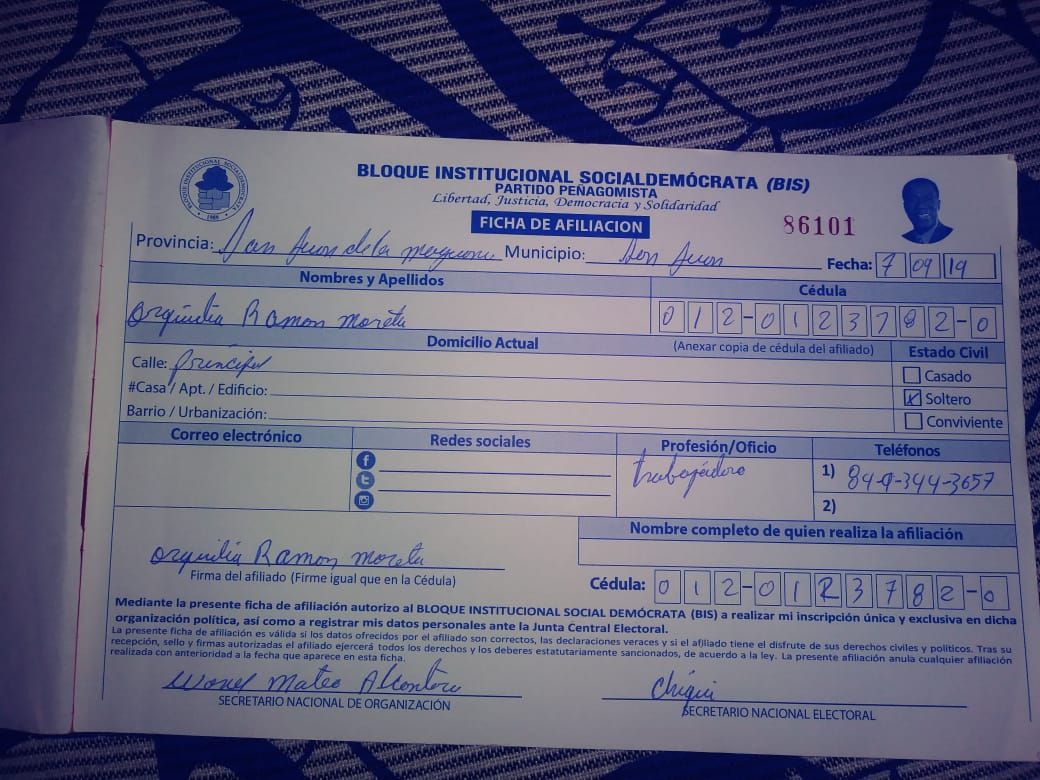 BLOQUE INSTITUCIONAL SOCIALDEMÓCRATA (BIS)
PARTIDO PEÑAGOMISTA
Libertad, Justicia, Democracia y Solidaridad
FICHA DE AFILIACION
86101
BLOQUE INSTITUCIONAL SOCIALDEMOCRATA
Provincia: San Juan de la maguana Municipio: San Juan Fecha: 7 09 19
Nombres y Apellidos Cédula
orquidia Ramon moreta 012-0123782-0
Domicilio Actual (Anexar copia de cédula del afiliado) Estado Civil
Calle: principal Casado
#Casa / Apt. / Edificio: Soltero
Barrio / Urbanización: Conviviente
Correo electrónico Redes sociales Profesión/Oficio Teléfonos
1) 849-344-3657
2)
Nombre completo de quien realiza la afiliación
orquilia Ramon moreta
Firma del afiliado (Firme igual que en la Cédula) Cédula: 012-01R3782-0
Mediante la presente ficha de afiliación autorizo al BLOQUE INSTITUCIONAL SOCIAL DEMÓCRATA (BIS) a realizar mi inscripción única y exclusiva en dicha
organización política, así como a registrar mis datos personales ante la Junta Central Electoral.
La presente ficha de afiliación es válida si los datos ofrecidos por el afiliado son correctos, las declaraciones veraces y si el afiliado tiene el disfrute de sus derechos civiles y políticos. Tras su
recepción, sello y firmas autorizadas el afiliado ejercerá todos los derechos y los deberes estatutariamente sancionados, de acuerdo a la ley. La presente afiliación anula cualquier afiliación
realizada con anterioridad a la fecha que aparece en esta ficha.
Mateo Alcantara Chiqui
SECRETARIO NACIONAL DE ORGANIZACIÓN SECRETARIO NACIONAL ELECTORAL